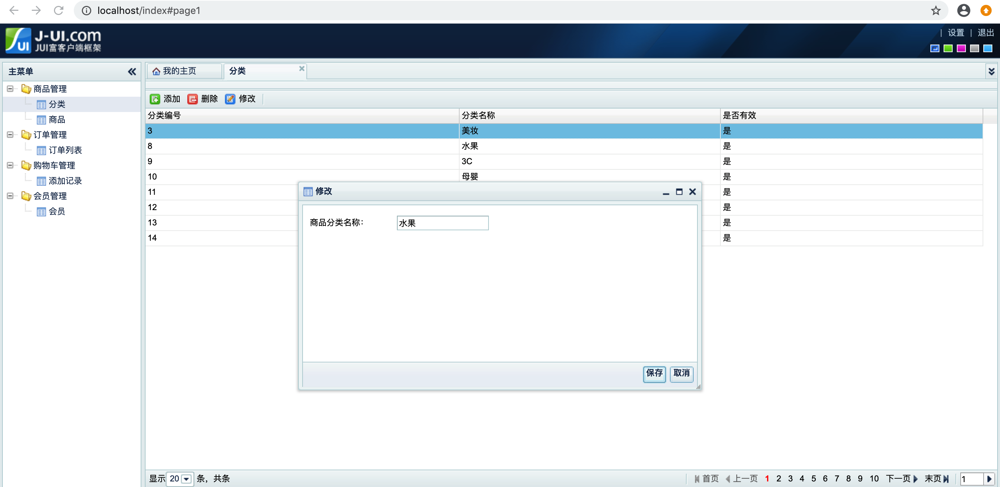 localhost/index#page1
J-UI.com
JUI富客户端框架
UI
| 设置 | 退出
主菜单
商品管理
分类
商品
订单管理
订单列表
购物车管理
添加记录
会员管理
会员
我的主页 分类
添加 删除 修改
分类编号 分类名称 是否有效
3 美妆 是
8 水果 是
9 3C 是
10 母婴 是
11 是
12 是
13 是
14 是
修改
商品分类名称： 水果
保存 取消
显示 20 条，共条
首页 上一页 1 2 3 4 5 6 7 8 9 10 下一页 末页 1